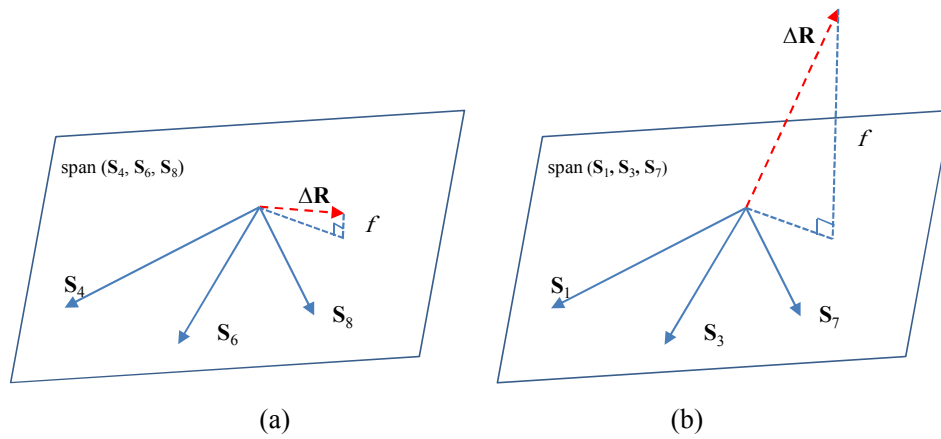 ΔR
span (S₄, S₆, S₈)
ΔR
f
S₄
S₆
S₈
(a)
f
span (S₁, S₃, S₇)
S₁
S₃
S₇
(b)